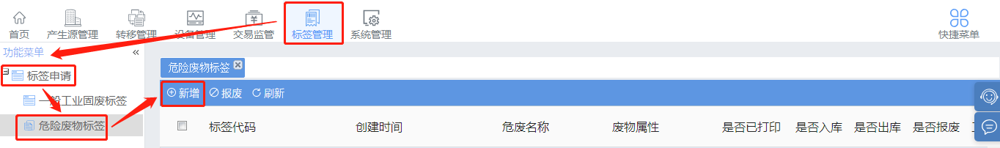 首页 产生源管理 转移管理 设备管理 交易监管 标签管理 系统管理 快捷菜单
功能菜单 «
危险废物标签
标签申请
新增 报废 刷新
一般工业固废标签
危险废物标签
标签代码 创建时间 危废名称 废物属性 是否已打印 是否入库 是否出库 是否报废